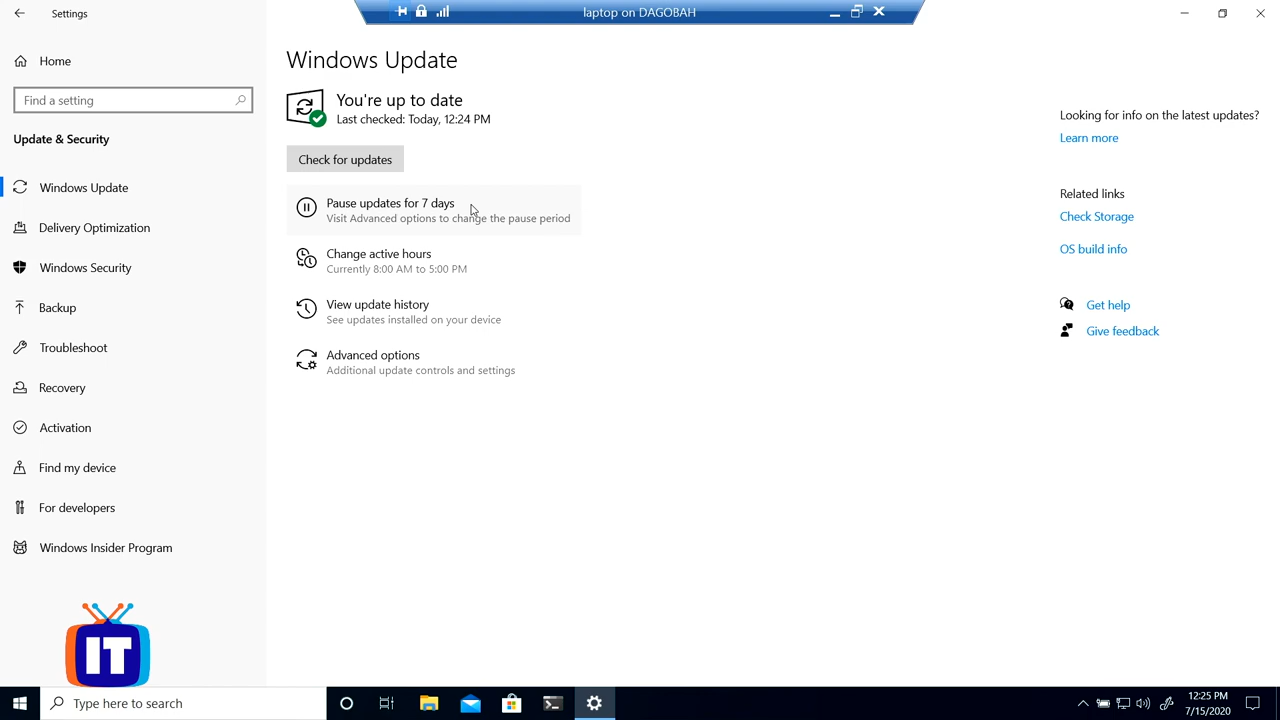 Settings
laptop on DAGOBAH
Home
Find a setting
Update & Security
Windows Update
Delivery Optimization
Windows Security
Backup
Troubleshoot
Recovery
Activation
Find my device
For developers
Windows Insider Program
IT
Windows Update
You're up to date
Last checked: Today, 12:24 PM
Check for updates
Pause updates for 7 days
Visit Advanced options to change the pause period
Change active hours
Currently 8:00 AM to 5:00 PM
View update history
See updates installed on your device
Advanced options
Additional update controls and settings
Looking for info on the latest updates?
Learn more
Related links
Check Storage
OS build info
Get help
Give feedback
Type here to search
12:25 PM
7/15/2020